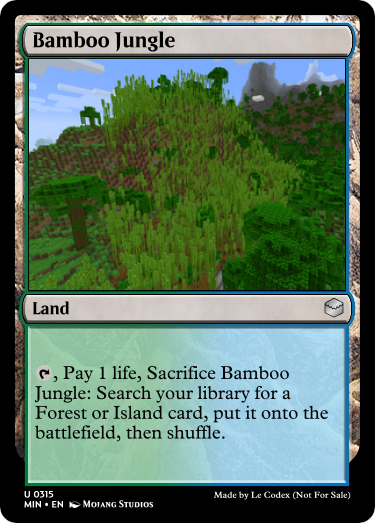 Bamboo Jungle
Land
, Pay 1 life, Sacrifice Bamboo
Jungle: Search your library for a
Forest or Island card, put it onto the
battlefield, then shuffle.
U 0315
MIN • EN Mojang Studios
Made by Le Codex (Not For Sale)